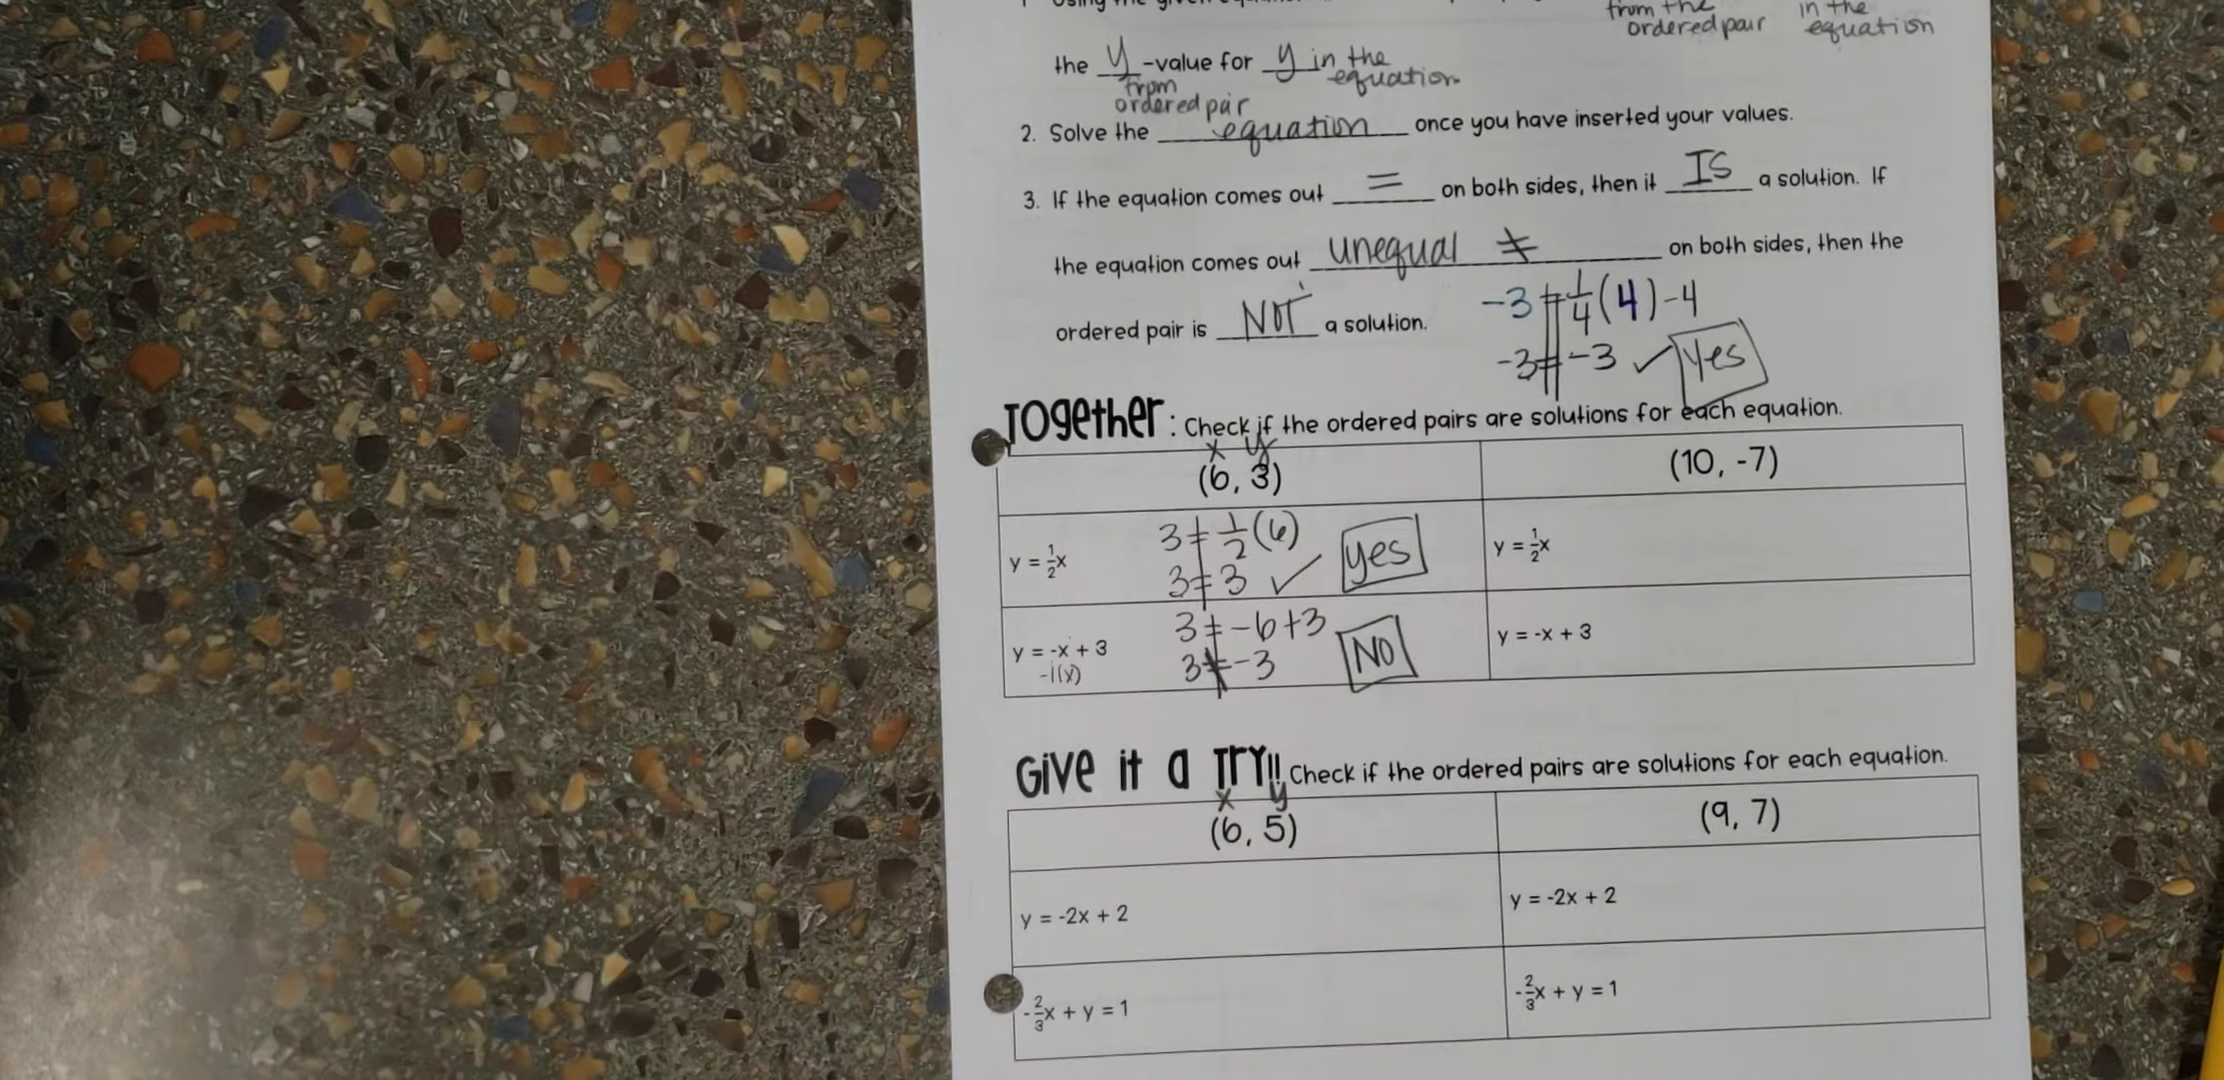 from the in the
ordered pair equation
the y -value for y in the
equation
from
ordered pair
2. Solve the equation once you have inserted your values.
3. If the equation comes out = on both sides, then it IS a solution. If
the equation comes out unequal ≠ on both sides, then the
ordered pair is NOT a solution.
-3 = 1/4 (4) - 4
-3 = -3 ✓ Yes
Together: Check if the ordered pairs are solutions for each equation.
x y
(6, 3) (10, -7)
y = 1/2x 3 = 1/2 (6) yes y = 1/2x
3 = 3 ✓
y = -x + 3 3 = -6+3 NO y = -x + 3
-1(x) 3 ≠ -3
Give it a TRY!! Check if the ordered pairs are solutions for each equation.
x y
(6, 5) (9, 7)
y = -2x + 2 y = -2x + 2
-2/3x + y = 1 -2/3x + y = 1